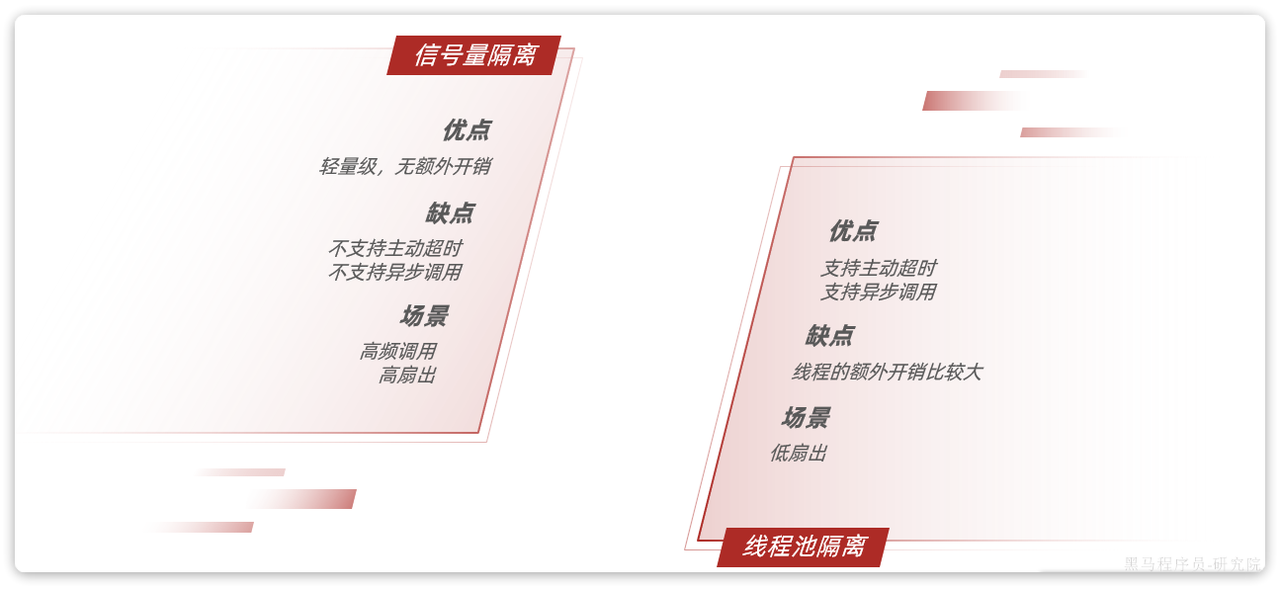 信号量隔离
优点
轻量级，无额外开销
缺点
不支持主动超时
不支持异步调用
场景
高频调用
高扇出
优点
支持主动超时
支持异步调用
缺点
线程的额外开销比较大
场景
低扇出
线程池隔离
黑马程序员-研究院